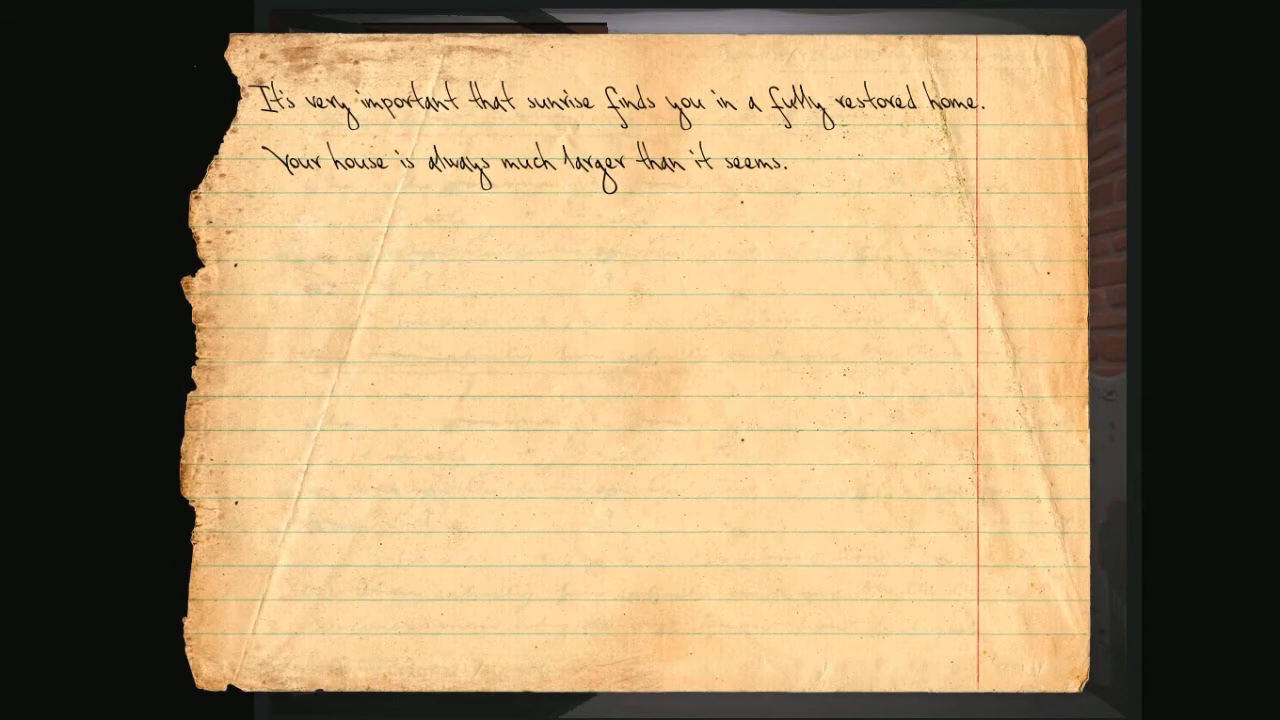 It's very important that sunrise finds you in a fully restored home.
Your house is always much larger than it seems.